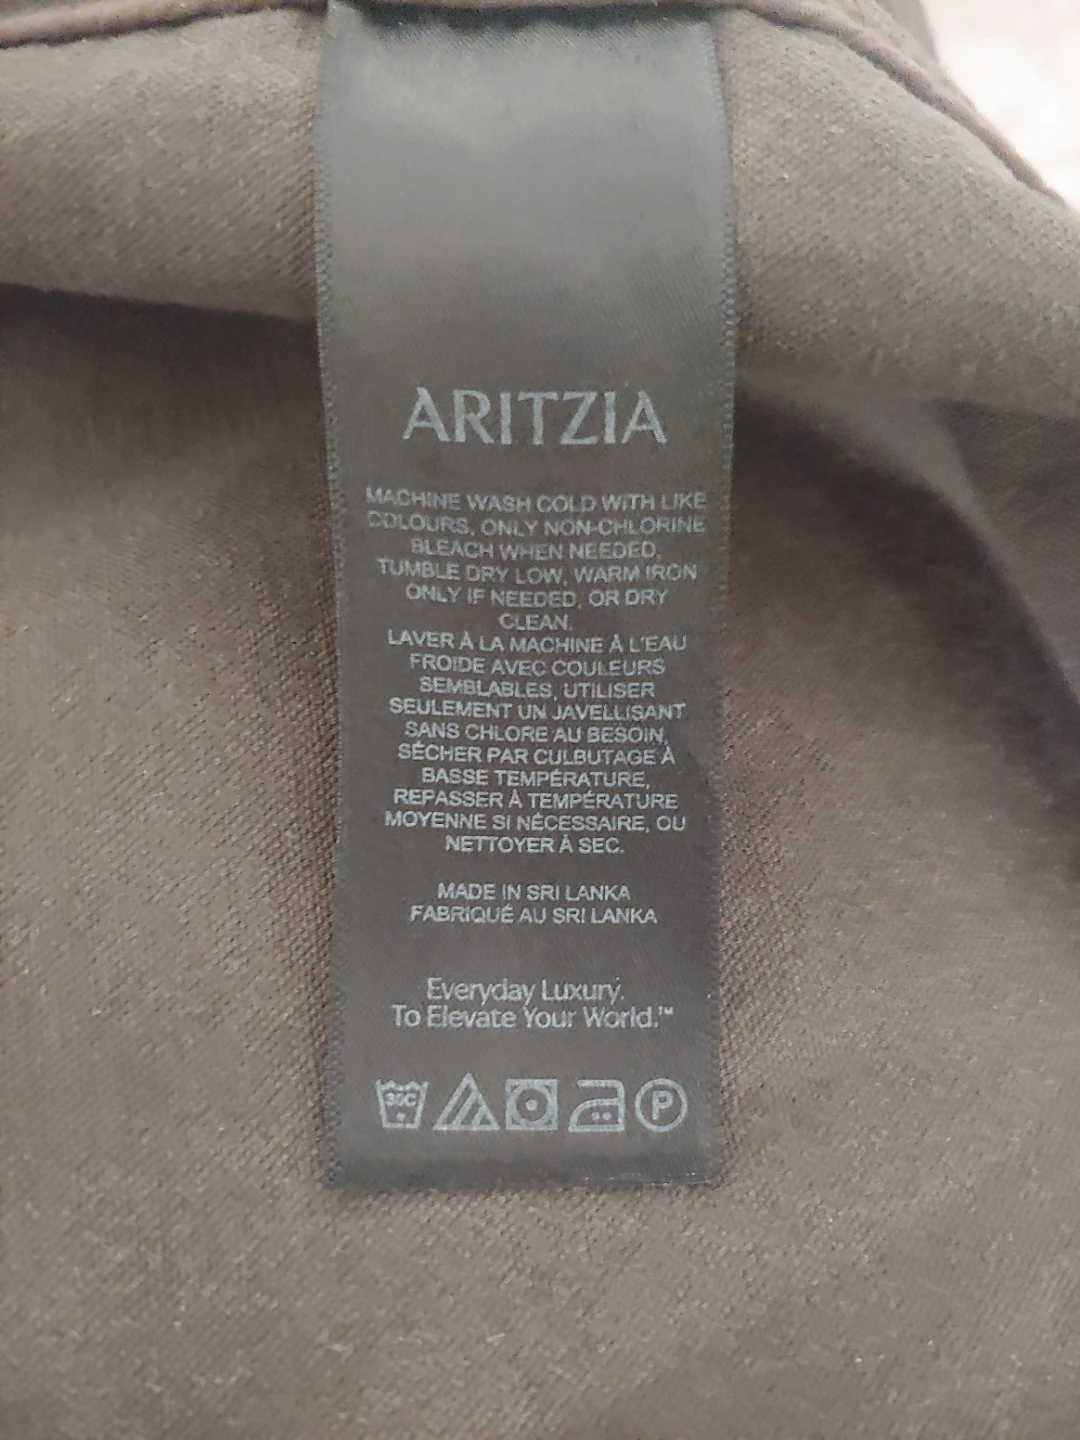 ARITZIA
MACHINE WASH COLD WITH LIKE
COLOURS, ONLY NON-CHLORINE
BLEACH WHEN NEEDED,
TUMBLE DRY LOW, WARM IRON
ONLY IF NEEDED, OR DRY
CLEAN.
LAVER À LA MACHINE À L'EAU
FROIDE AVEC COULEURS
SEMBLABLES, UTILISER
SEULEMENT UN JAVELLISANT
SANS CHLORE AU BESOIN,
SÉCHER PAR CULBUTAGE À
BASSE TEMPÉRATURE,
REPASSER À TEMPÉRATURE
MOYENNE SI NÉCESSAIRE, OU
NETTOYER À SEC.
MADE IN SRI LANKA
FABRIQUÉ AU SRI LANKA
Everyday Luxury.
To Elevate Your World.™
30C P